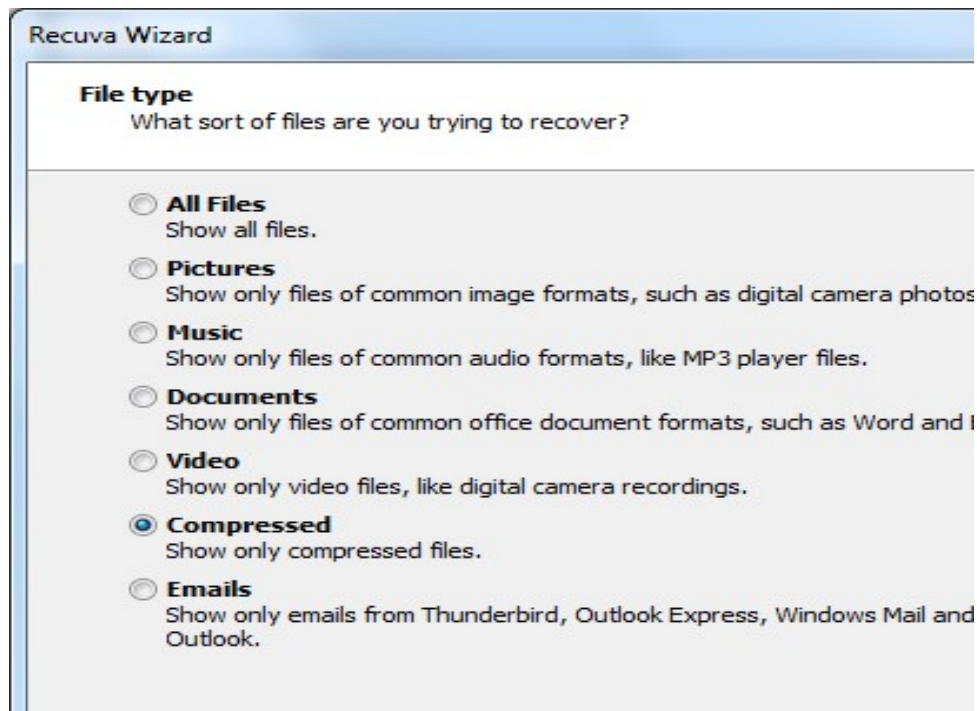 Recuva Wizard
File type
What sort of files are you trying to recover?
All Files
Show all files.
Pictures
Show only files of common image formats, such as digital camera photos
Music
Show only files of common audio formats, like MP3 player files.
Documents
Show only files of common office document formats, such as Word and
Video
Show only video files, like digital camera recordings.
Compressed
Show only compressed files.
Emails
Show only emails from Thunderbird, Outlook Express, Windows Mail and
Outlook.